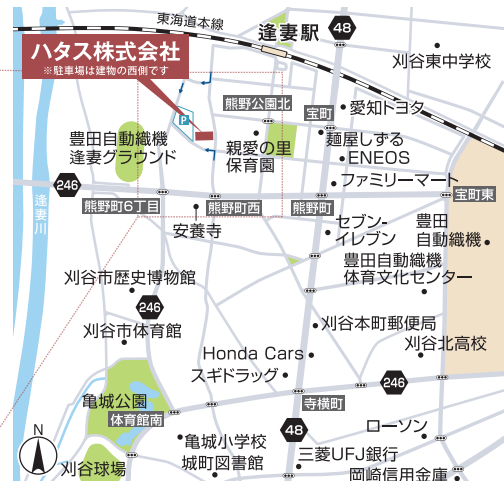 東海道本線
逢妻駅
48
ハタス株式会社
※駐車場は建物の西側です
刈谷東中学校
P
熊野公園北
宝町
愛知トヨタ
麺屋しずる
親愛の里
保育園
ENEOS
豊田自動織機
逢妻グラウンド
ファミリーマート
246
逢妻川
熊野町6丁目
熊野町西
熊野町
宝町東
安養寺
セブン-
イレブン
豊田
自動織機
豊田自動織機
体育文化センター
刈谷市歴史博物館
246
刈谷市体育館
刈谷本町郵便局
刈谷北高校
Honda Cars
スギドラッグ
246
亀城公園
体育館南
寺横町
48
ローソン
亀城小学校
城町図書館
三菱UFJ銀行
岡崎信用金庫
N
刈谷球場